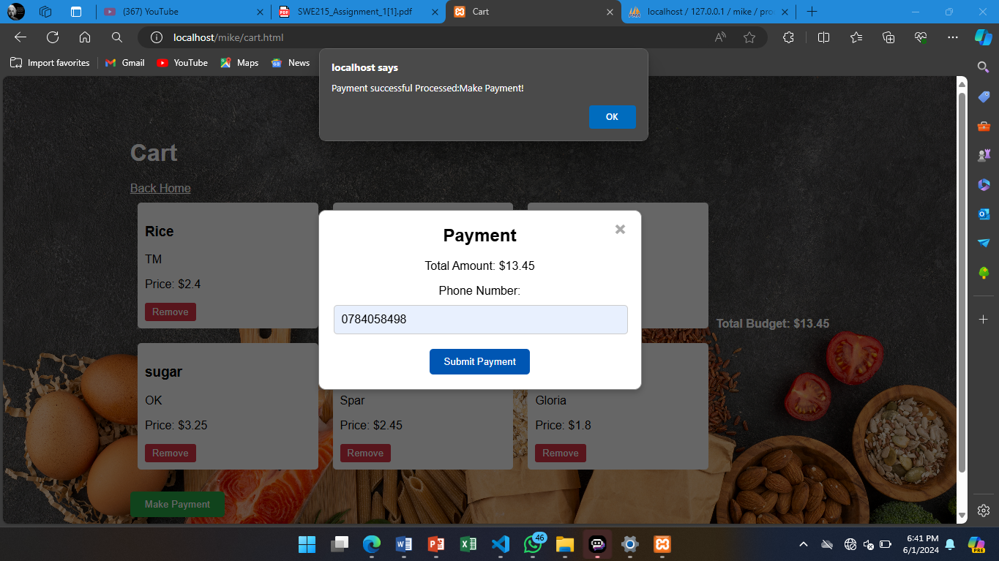 (367) YouTube
SWE215_Assignment_1[1].pdf
Cart
localhost / 127.0.0.1 / mike / pro
localhost/mike/cart.html
Import favorites
Gmail
YouTube
Maps
News
localhost says
Payment successful Processed:Make Payment!
OK
Cart
Back Home
Rice
TM
Price: $2.4
Remove
Payment
Total Amount: $13.45
Phone Number:
0784058498
Submit Payment
Total Budget: $13.45
sugar
OK
Price: $3.25
Remove
Spar
Price: $2.45
Remove
Gloria
Price: $1.8
Remove
Make Payment
46
6:41 PM
6/1/2024
PRE